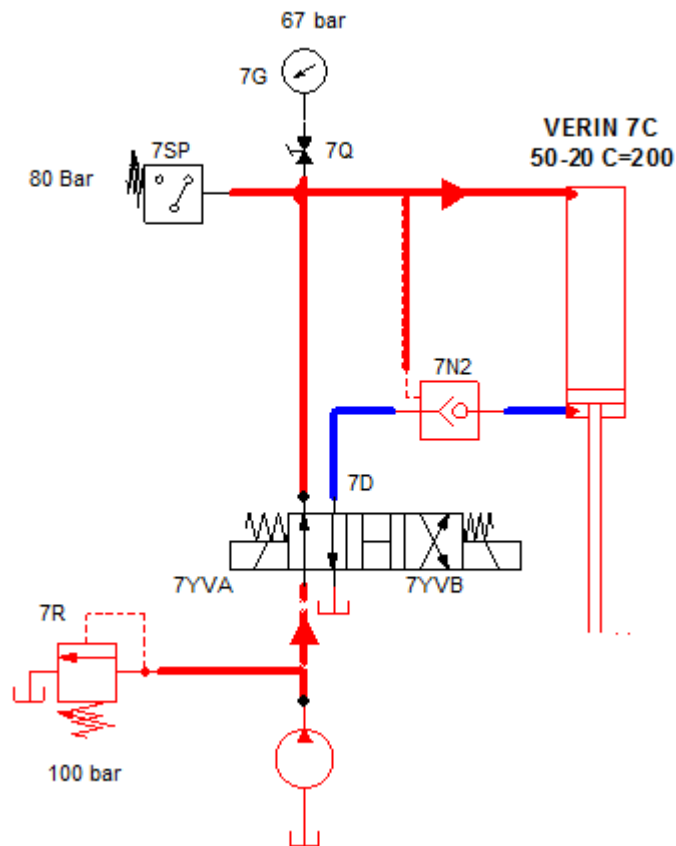 67 bar
7G
7SP
7Q
VERIN 7C
50-20 C=200
80 Bar
7N2
7D
7YVA
7YVB
7R
100 bar